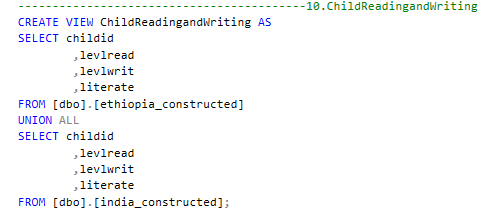 ------------------------------------------10.ChildReadingandWriting
CREATE VIEW ChildReadingandWriting AS
SELECT childid
,levlread
,levlwrit
,literate
FROM [dbo].[ethiopia_constructed]
UNION ALL
SELECT childid
,levlread
,levlwrit
,literate
FROM [dbo].[india_constructed];